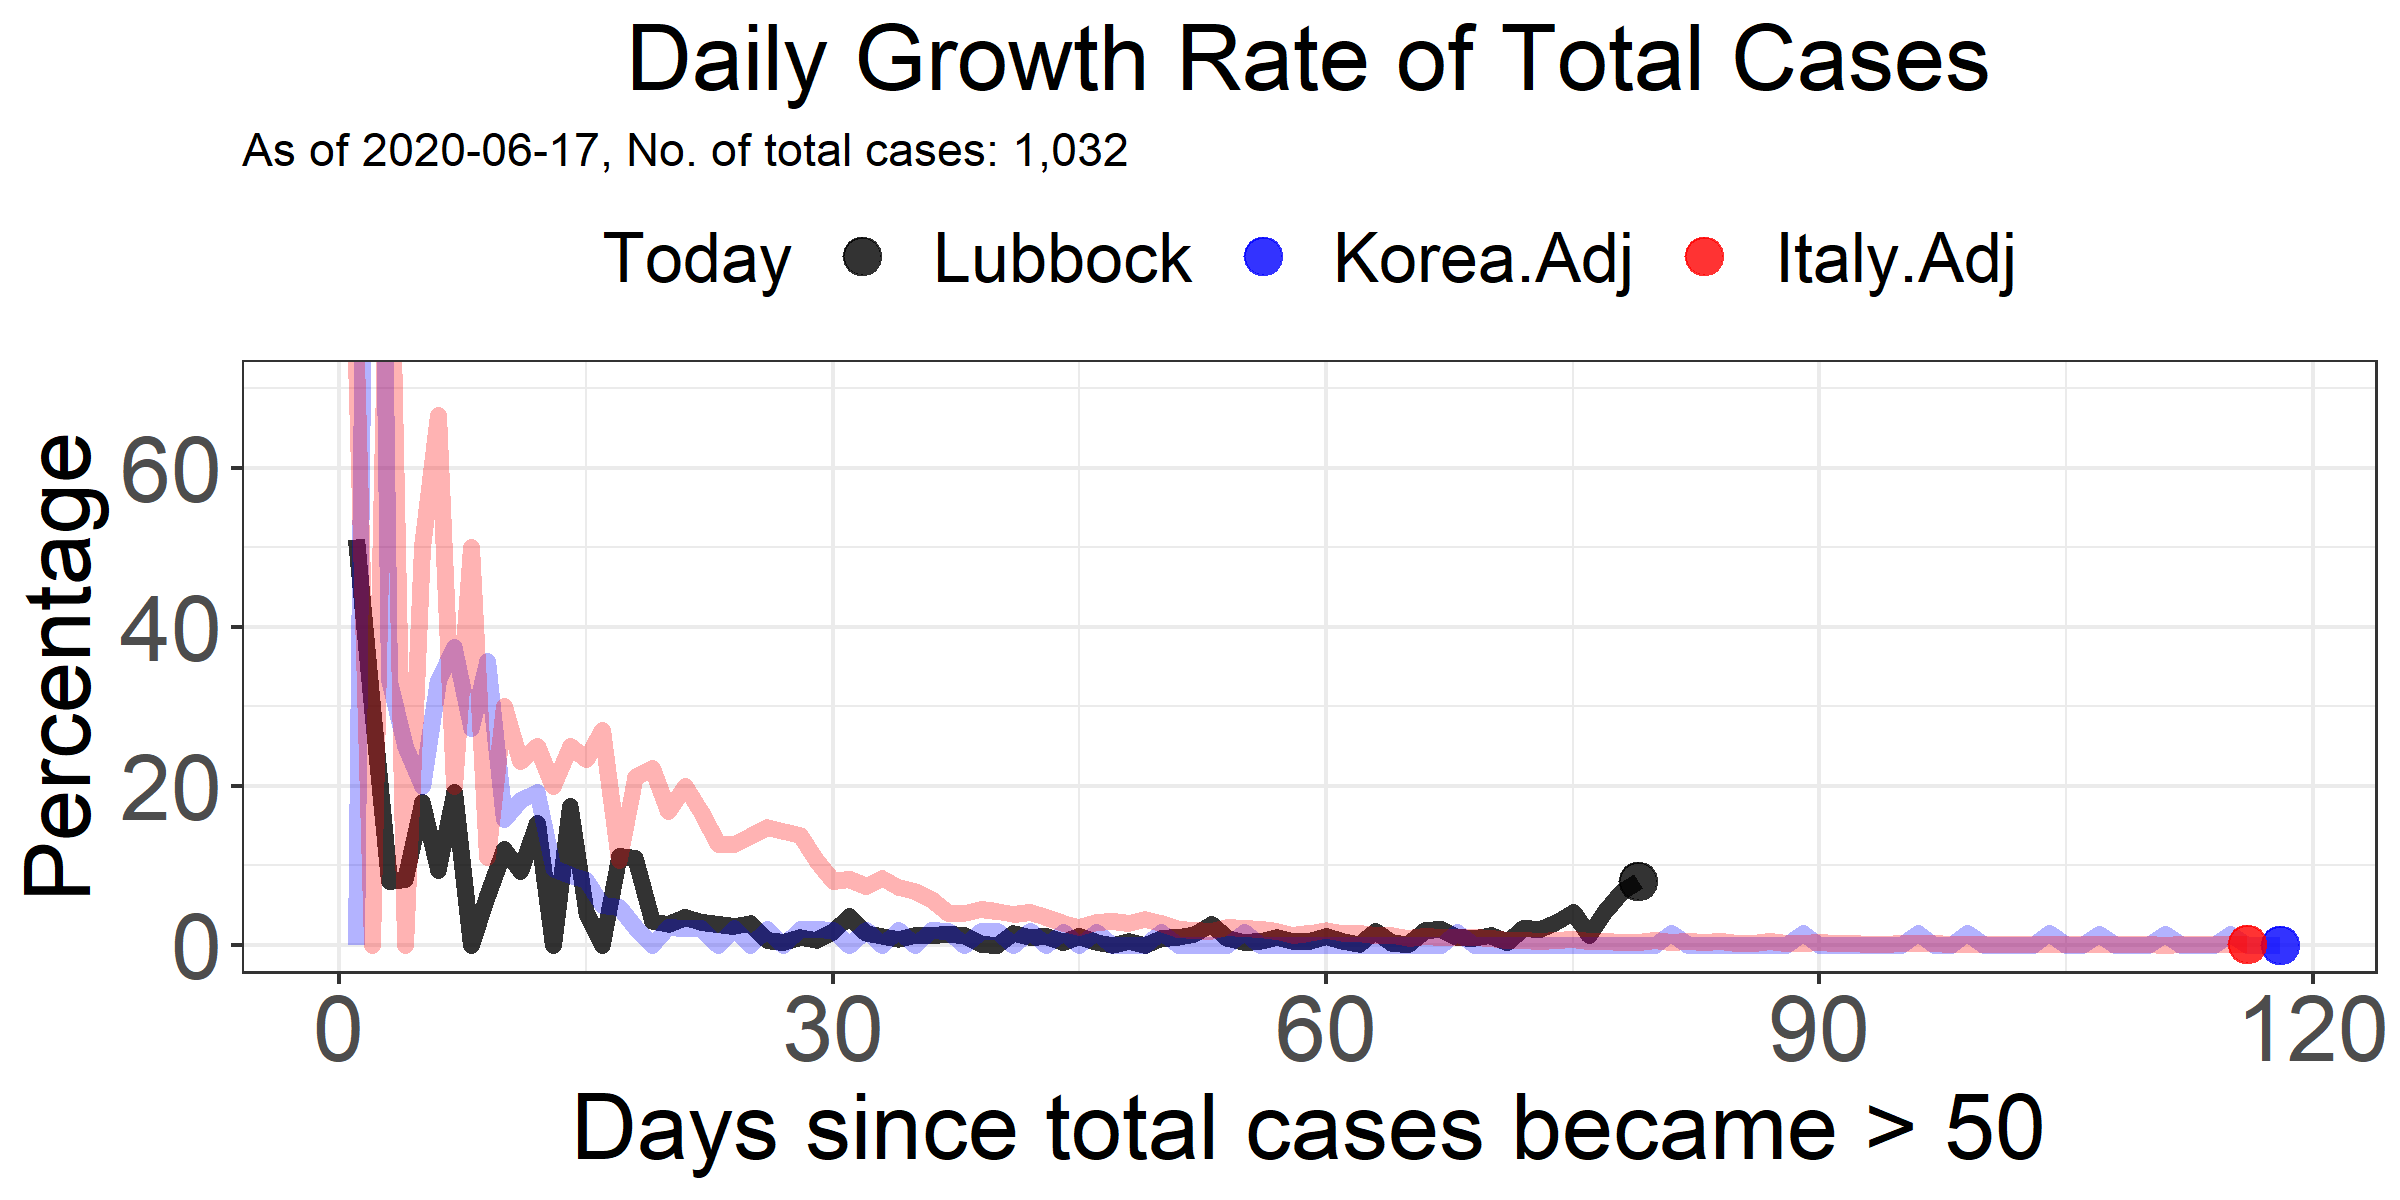 Daily Growth Rate of Total Cases
As of 2020-06-17, No. of total cases: 1,032
Today Lubbock Korea.Adj Italy.Adj
Percentage
60
40
20
0
0 30 60 90 120
Days since total cases became > 50